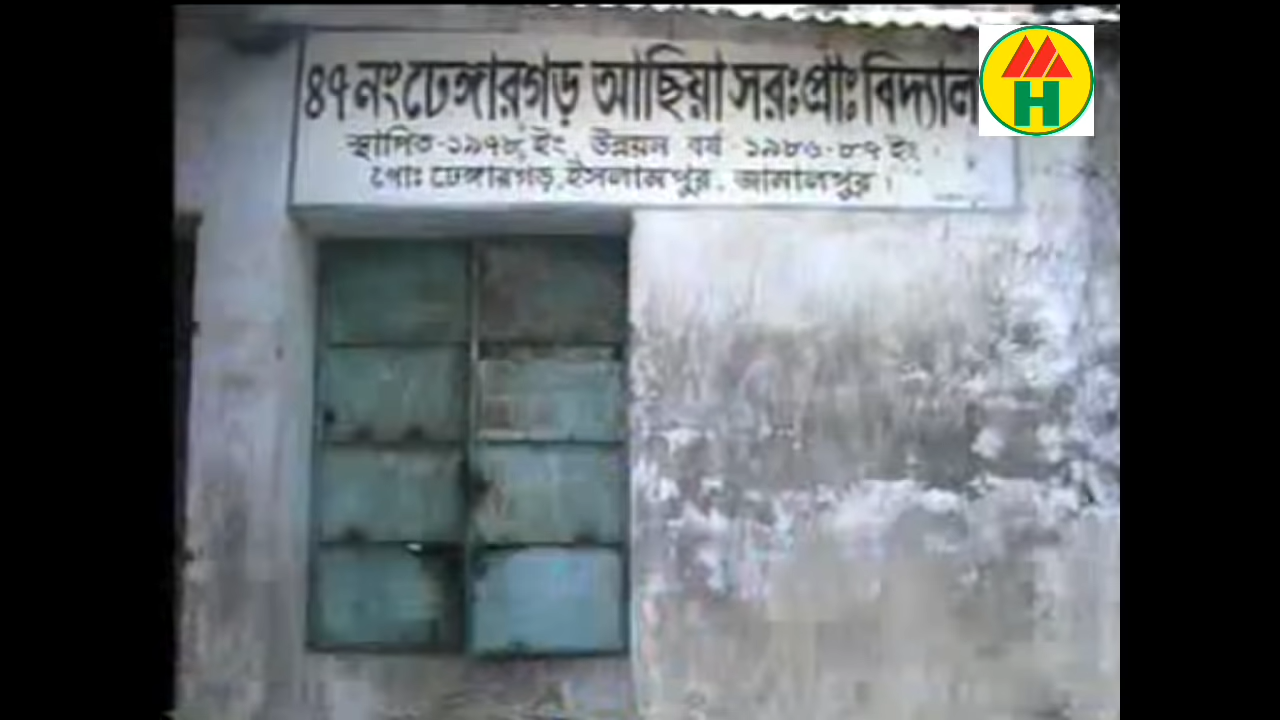 ৪৭ নং ঢেঙ্গারগড় আছিয়া সরঃ প্রাঃ বিদ্যাল
স্থাপিত-১৯৭৮ ইং, উন্নয়ন বর্ষ ১৯৮৬-৮৭ ইং
পোঃ ঢেঙ্গারগড়, ইসলামপুর, জামালপুর।
H